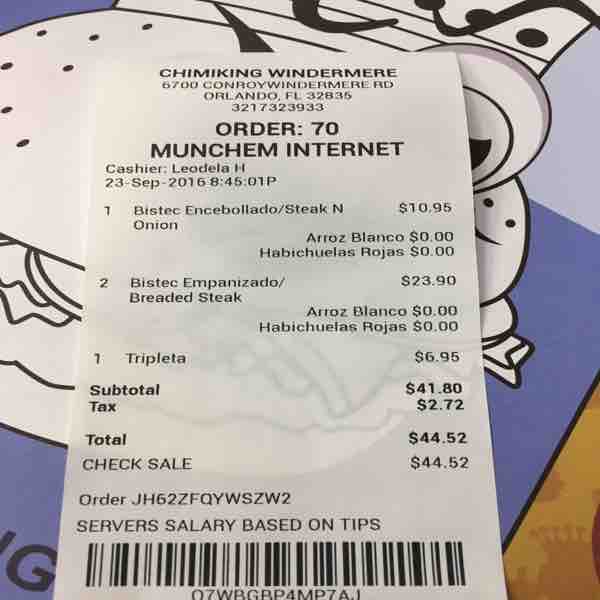 CHIMIKING WINDERMERE
6700 CONROYWINDERMERE RD
ORLANDO, FL 32835
3217323933
ORDER: 70
MUNCHEM INTERNET
Cashier: Leodela H
23-Sep-2016 8:45:01P
1 Bistec Encebollado/Steak N $10.95
Onion
Arroz Blanco $0.00
Habichuelas Rojas $0.00
2 Bistec Empanizado/ $23.90
Breaded Steak
Arroz Blanco $0.00
Habichuelas Rojas $0.00
1 Tripleta $6.95
Subtotal $41.80
Tax $2.72
Total $44.52
CHECK SALE $44.52
Order JH62ZFQYWSZW2
SERVERS SALARY BASED ON TIPS